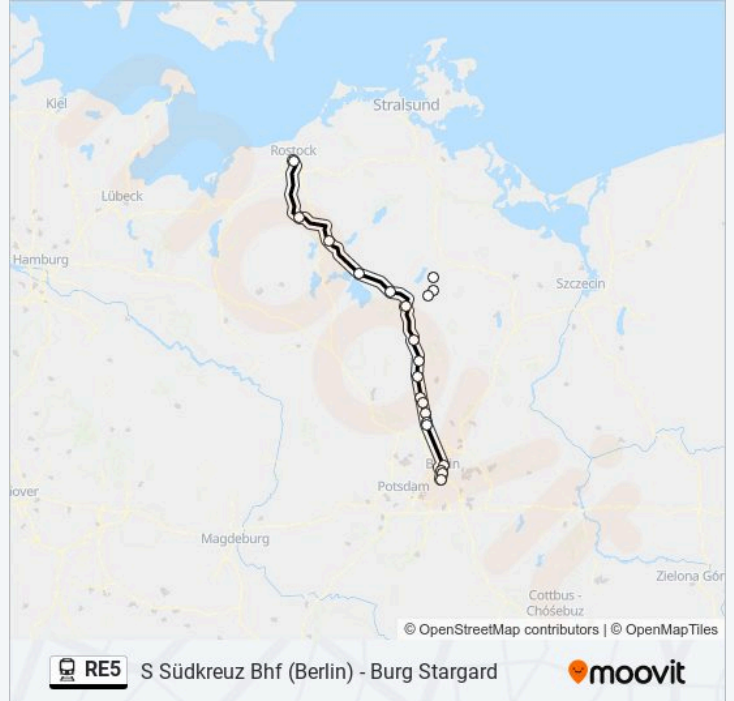 Kiel
Stralsund
Rostock
Lübeck
Hamburg
Szczecin
Berlin
Potsdam
Magdeburg
Zielona Gór
Cottbus -
Chóśebuz
© OpenStreetMap contributors | © OpenMapTiles
RE5 S Südkreuz Bhf (Berlin) - Burg Stargard moovit